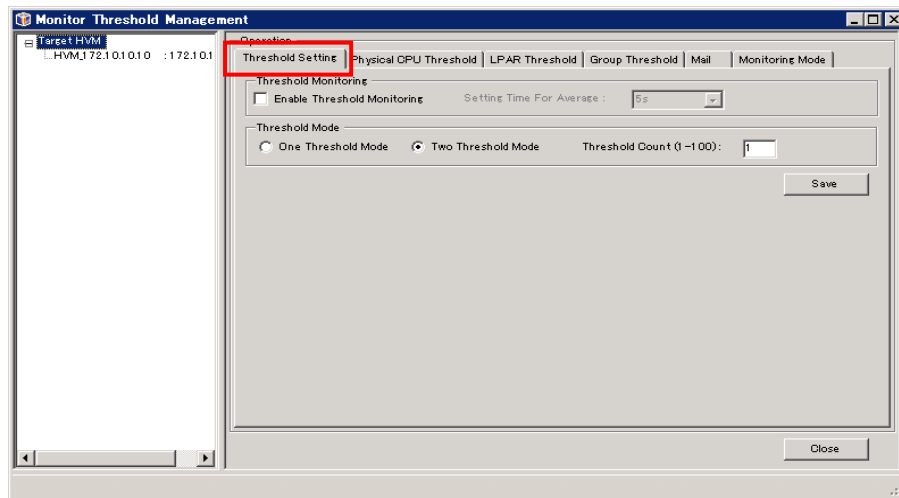 Monitor Threshold Management
Target HVM
HVM_172.10.10.10 : 172.10.1
Operation
Threshold Setting Physical CPU Threshold LPAR Threshold Group Threshold Mail Monitoring Mode
Threshold Monitoring
Enable Threshold Monitoring Setting Time For Average : 5s
Threshold Mode
One Threshold Mode Two Threshold Mode Threshold Count (1-100): 1
Save
Close